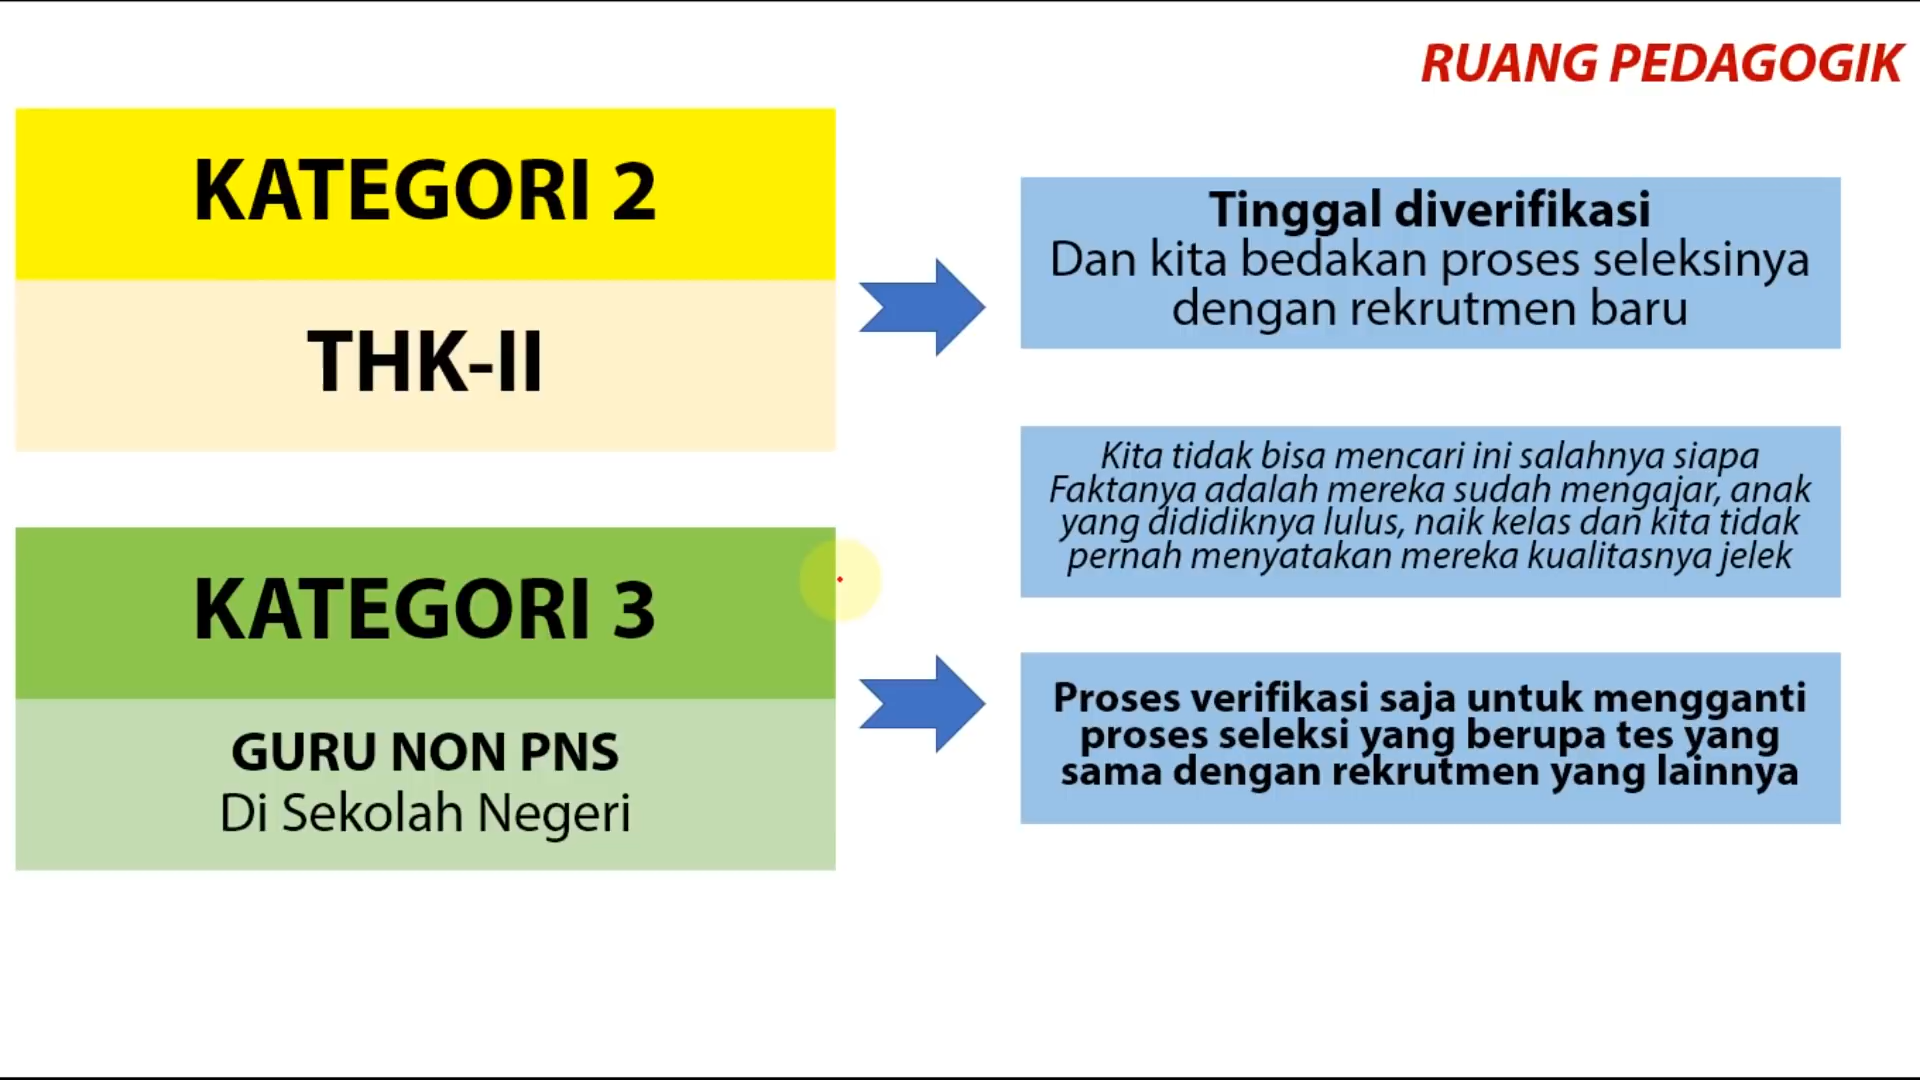 RUANG PEDAGOGIK
KATEGORI 2
THK-II
Tinggal diverifikasi
Dan kita bedakan proses seleksinya
dengan rekrutmen baru
Kita tidak bisa mencari ini salahnya siapa
Faktanya adalah mereka sudah mengajar, anak
yang dididiknya lulus, naik kelas dan kita tidak
pernah menyatakan mereka kualitasnya jelek
KATEGORI 3
GURU NON PNS
Di Sekolah Negeri
Proses verifikasi saja untuk mengganti
proses seleksi yang berupa tes yang
sama dengan rekrutmen yang lainnya